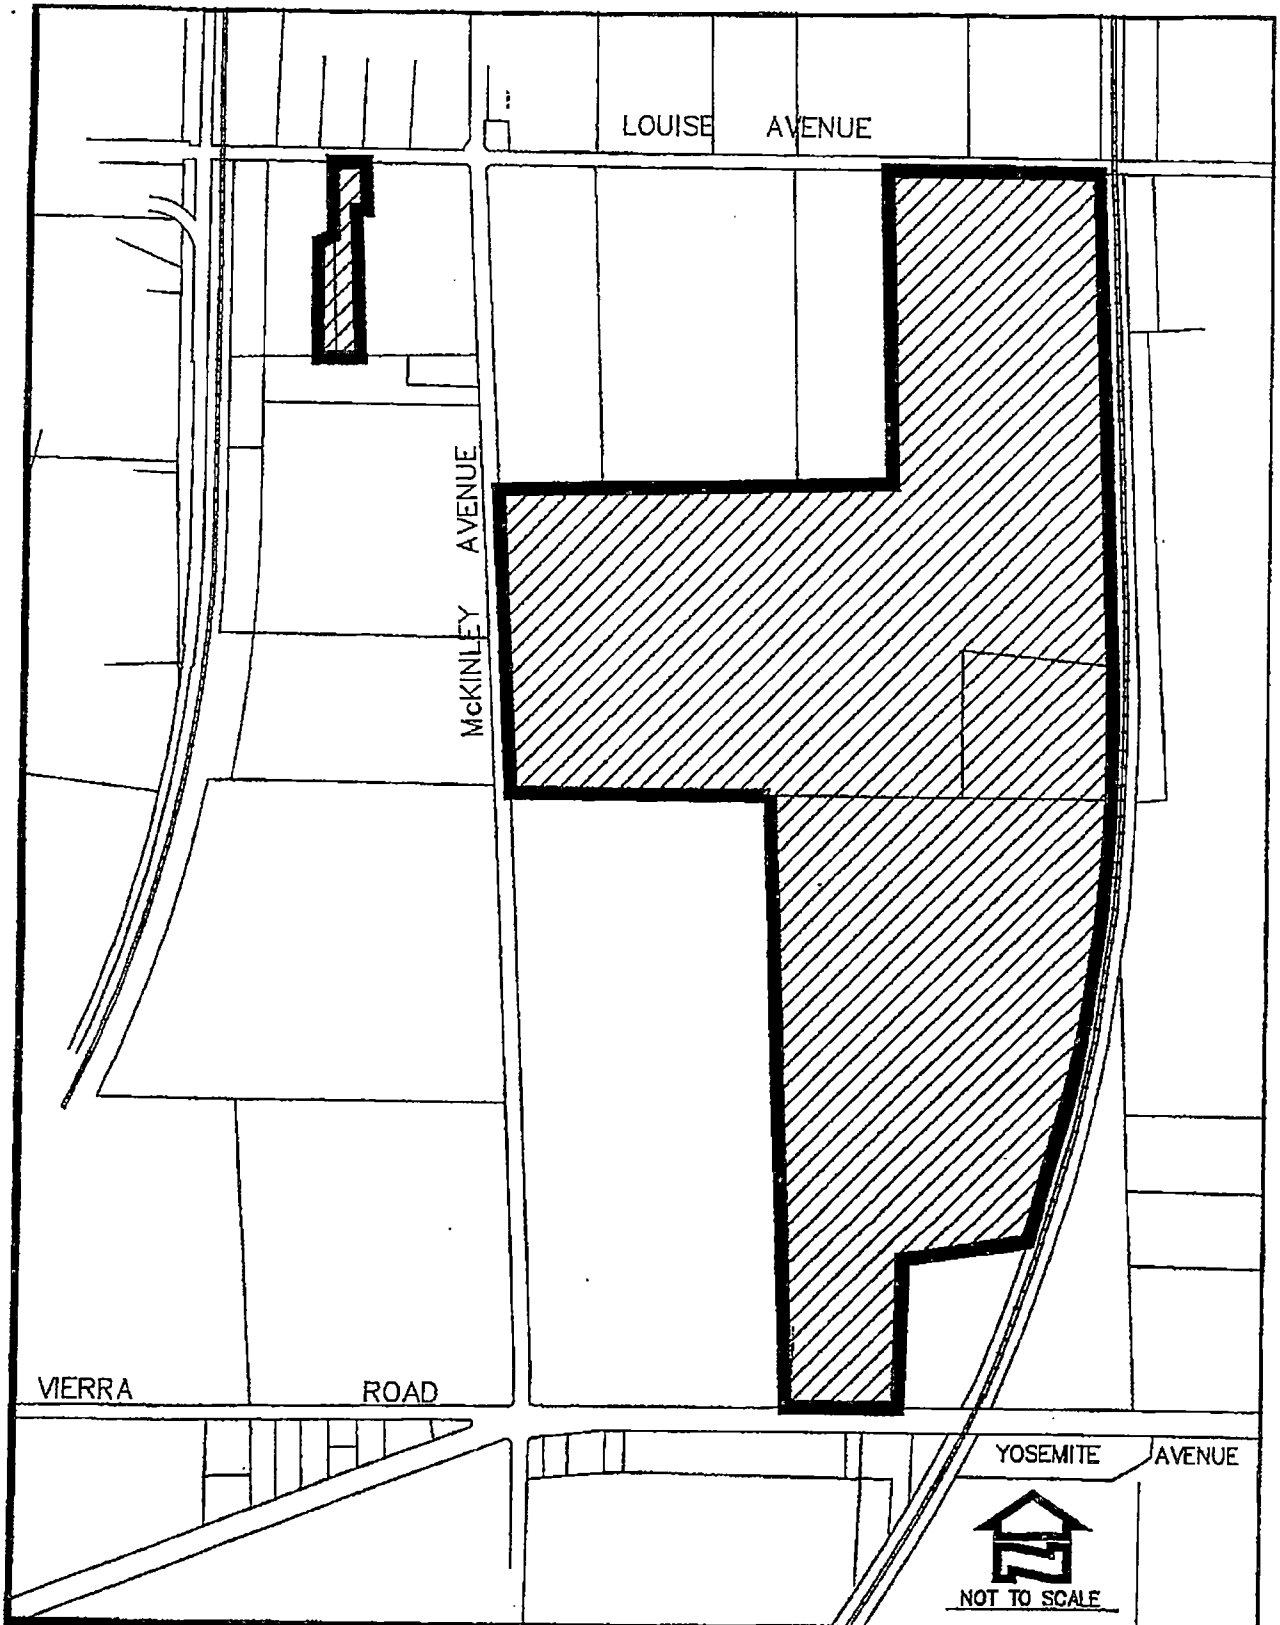 LOUISE AVENUE
McKINLEY AVENUE
VIERRA ROAD
YOSEMITE AVENUE
N
NOT TO SCALE